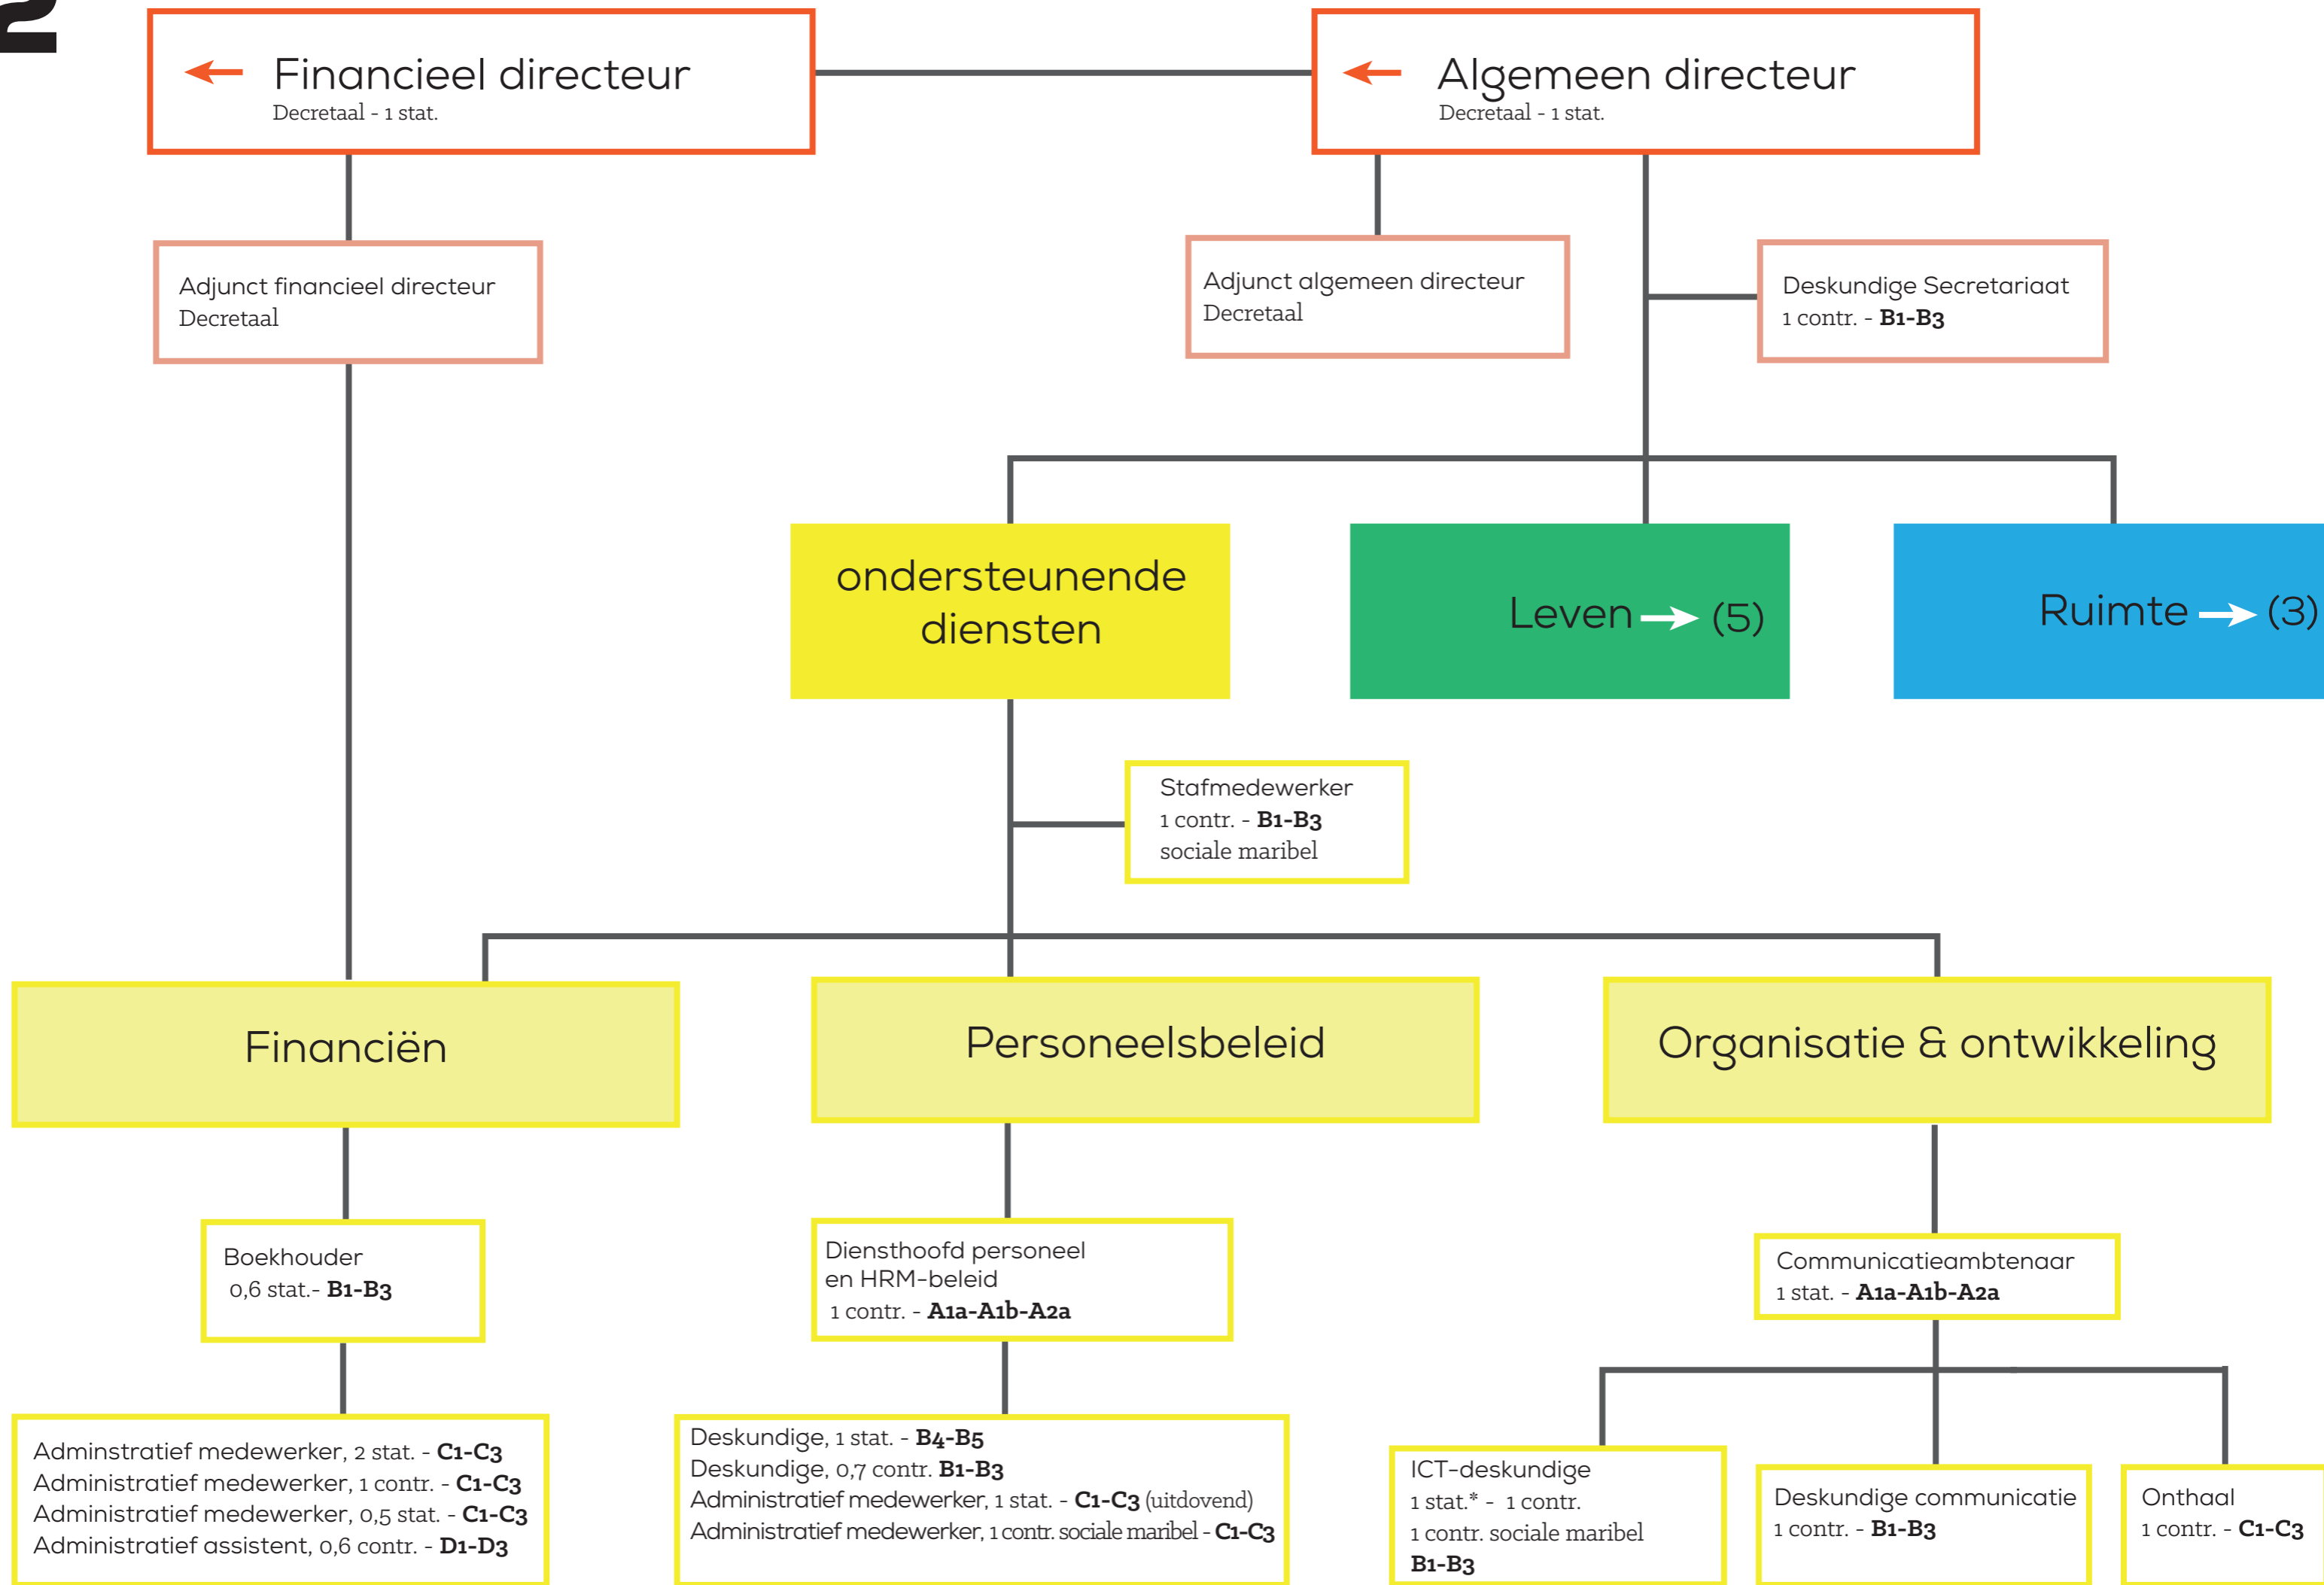 Financieel directeur
Decretaal - 1 stat.
Algemeen directeur
Decretaal - 1 stat.
Adjunct financieel directeur
Decretaal
Adjunct algemeen directeur
Decretaal
Deskundige Secretariaat
1 contr. - B1-B3
ondersteunende
diensten
Leven (5)
Ruimte (3)
Stafmedewerker
1 contr. - B1-B3
sociale maribel
Financiën
Personeelsbeleid
Organisatie & ontwikkeling
Boekhouder
0,6 stat.- B1-B3
Diensthoofd personeel
en HRM-beleid
1 contr. - A1a-A1b-A2a
Communicatieambtenaar
1 stat. - A1a-A1b-A2a
Adminstratief medewerker, 2 stat. - C1-C3
Administratief medewerker, 1 contr. - C1-C3
Administratief medewerker, 0,5 stat. - C1-C3
Administratief assistent, 0,6 contr. - D1-D3
Deskundige, 1 stat. - B4-B5
Deskundige, 0,7 contr. B1-B3
Administratief medewerker, 1 stat. - C1-C3 (uitdovend)
Administratief medewerker, 1 contr. sociale maribel - C1-C3
ICT-deskundige
1 stat.* - 1 contr.
1 contr. sociale maribel
B1-B3
Deskundige communicatie
1 contr. - B1-B3
Onthaal
1 contr. - C1-C3